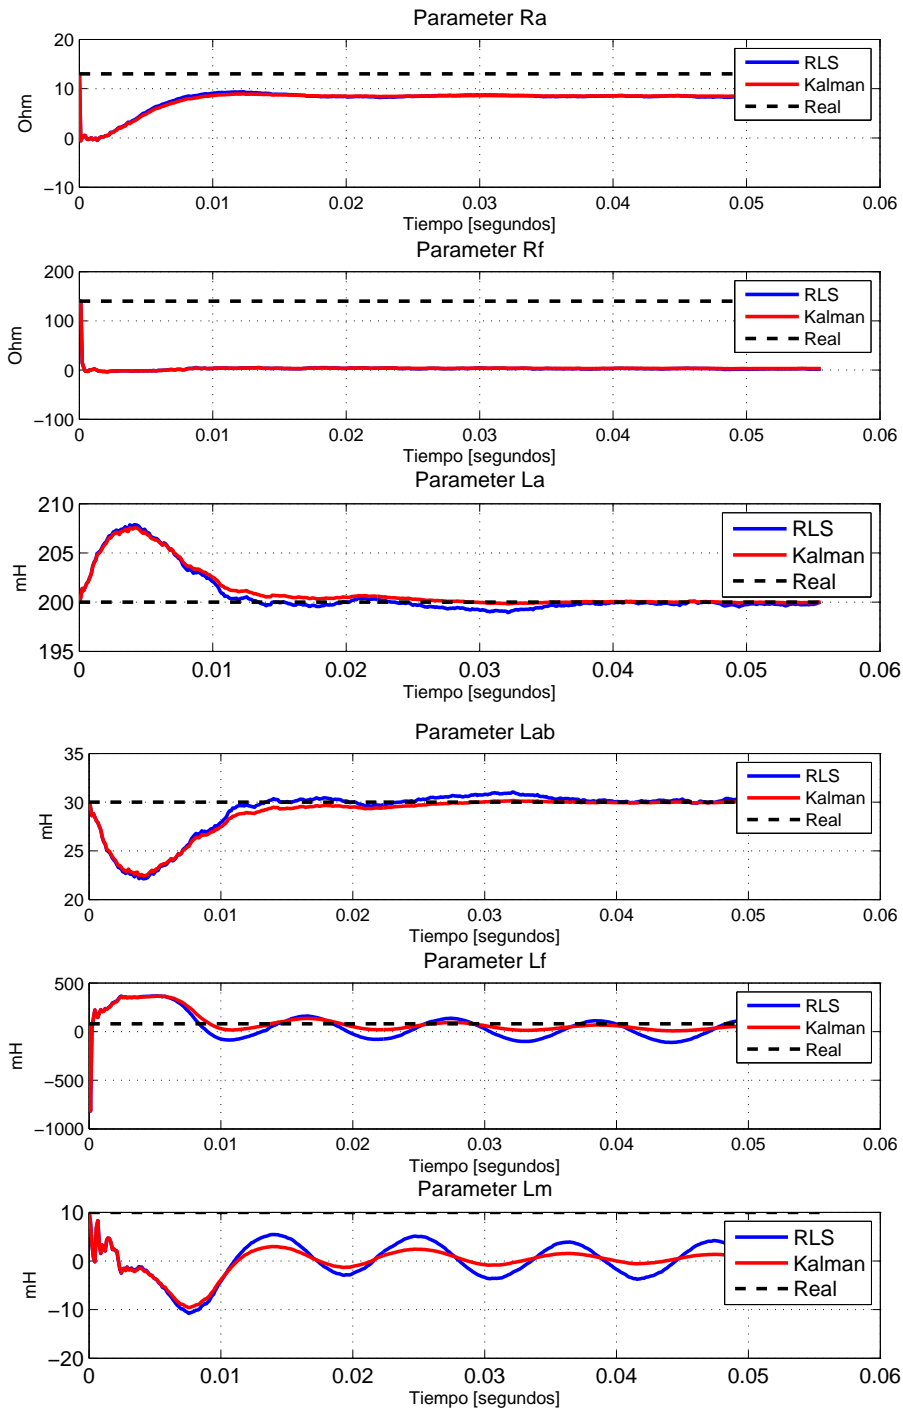 Parameter Ra
20
10
0
−10
Ohm
0 0.01 0.02 0.03 0.04 0.05 0.06
Tiempo [segundos]
RLS
Kalman
Real
Parameter Rf
200
100
0
−100
Ohm
0 0.01 0.02 0.03 0.04 0.05 0.06
Tiempo [segundos]
RLS
Kalman
Real
Parameter La
210
205
200
195
mH
0 0.01 0.02 0.03 0.04 0.05 0.06
Tiempo [segundos]
RLS
Kalman
Real
Parameter Lab
35
30
25
20
mH
0 0.01 0.02 0.03 0.04 0.05 0.06
Tiempo [segundos]
RLS
Kalman
Real
Parameter Lf
500
0
−500
−1000
mH
0 0.01 0.02 0.03 0.04 0.05 0.06
Tiempo [segundos]
RLS
Kalman
Real
Parameter Lm
10
0
−10
−20
mH
0 0.01 0.02 0.03 0.04 0.05 0.06
Tiempo [segundos]
RLS
Kalman
Real